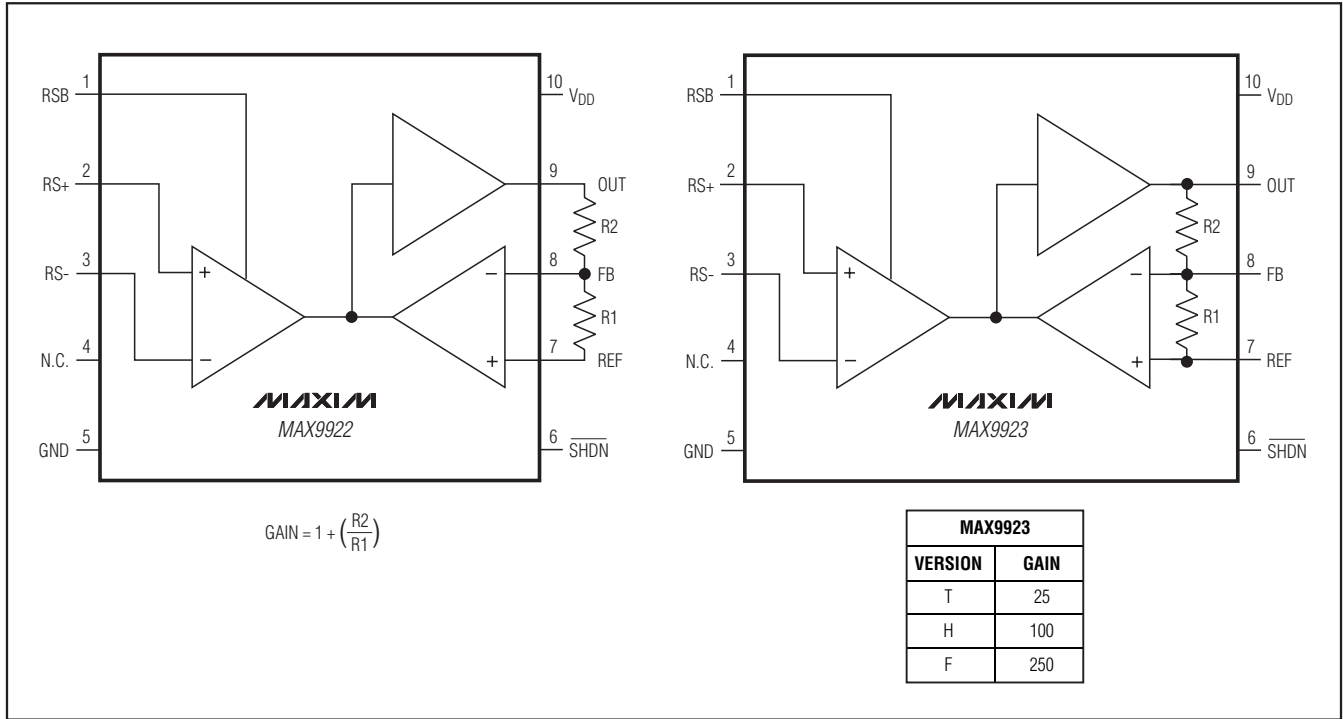 1
RSB
10
VDD
2
RS+
9
OUT
R2
3
RS-
+
−
8
FB
R1
4
N.C.
−
+
7
REF
MAXIM
MAX9922
5
GND
6
SHDN
GAIN = 1 + (R2/R1)
1
RSB
10
VDD
2
RS+
9
OUT
R2
3
RS-
+
−
8
FB
R1
4
N.C.
−
+
7
REF
MAXIM
MAX9923
5
GND
6
SHDN
MAX9923
VERSION GAIN
T 25
H 100
F 250